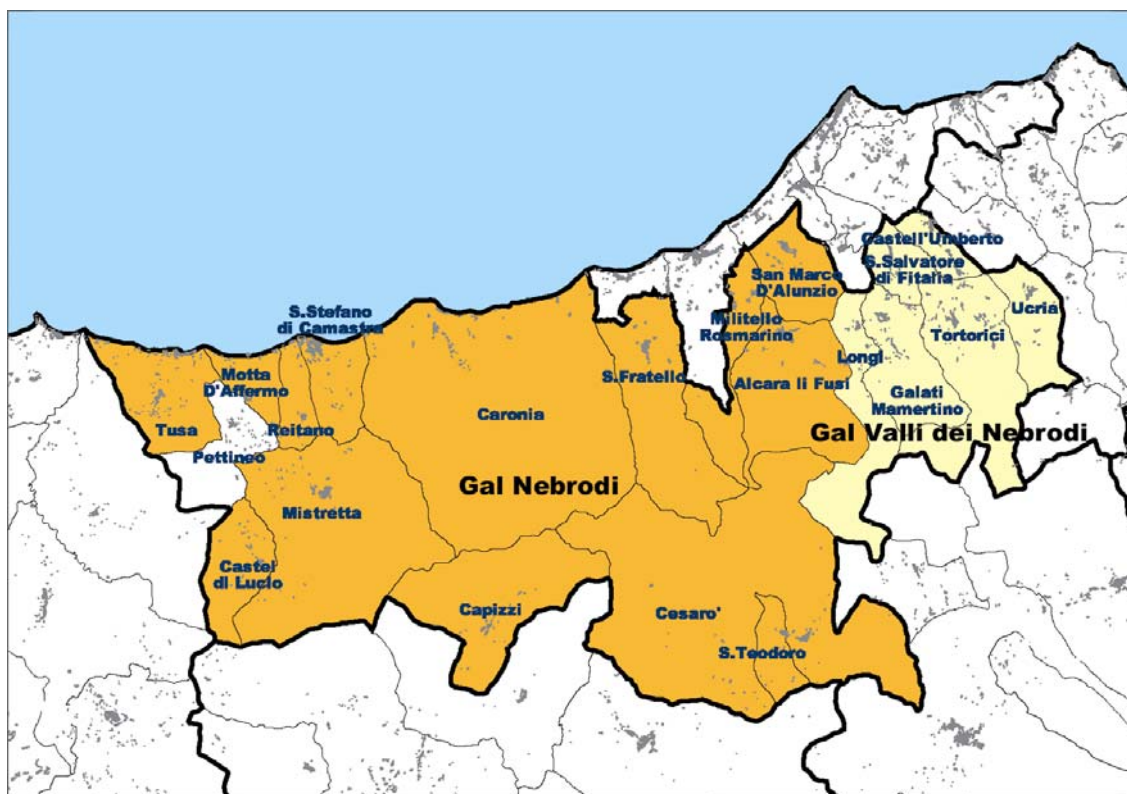 Castell'Umberto
S.Salvatore
di Fitalia
San Marco
D'Alunzio
S.Stefano
di Camastra
Ucria
Militello
Rosmarino
Tortorici
Longi
Motta
D'Affermo
S.Fratello
Alcara li Fusi
Galati
Mamertino
Caronia
Tusa
Reitano
Gal Valli dei Nebrodi
Pettineo
Gal Nebrodi
Mistretta
Castel
di Lucio
Capizzi
Cesaro'
S.Teodoro